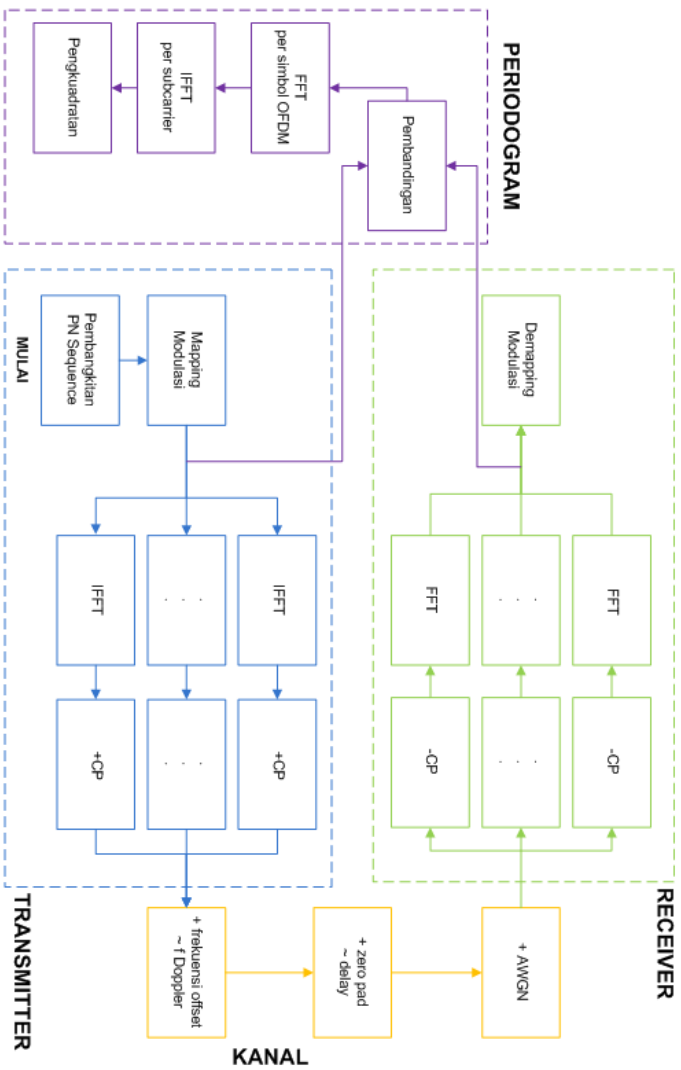 PERIODOGRAM
Pembandingan
FFT
per simbol OFDM
IFFT
per subcarrier
Pengkuadratan
MULAI
Pembangkitan
PN Sequence
Mapping
Modulasi
IFFT
. . .
IFFT
+CP
. . .
+CP
TRANSMITTER
+ frekuensi offset
~ f Doppler
+ zero pad
~ delay
+ AWGN
KANAL
RECEIVER
-CP
. . .
-CP
FFT
. . .
FFT
Demapping
Modulasi